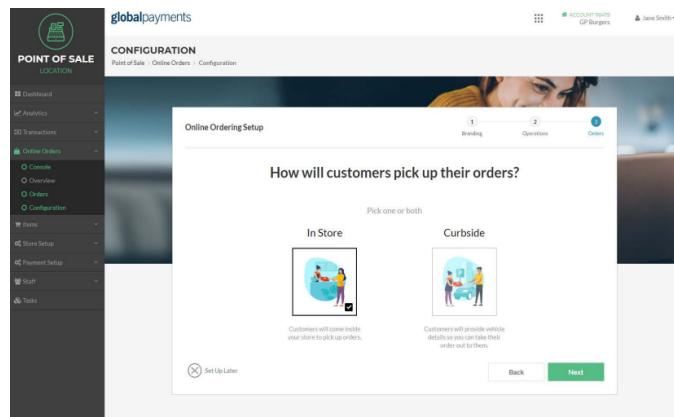 globalpayments
ACCOUNT 98478
GP Burgers
Jane Smith
POINT OF SALE
LOCATION
CONFIGURATION
Point of Sale > Online Orders > Configuration
Dashboard
Analytics
Transactions
Online Orders
Console
Overview
Orders
Configuration
Items
Store Setup
Payment Setup
Staff
Tasks
Online Ordering Setup
1
2
3
Branding
Operations
Orders
How will customers pick up their orders?
Pick one or both
In Store
Curbside
Customers will come inside
your store to pick up orders.
Customers will provide vehicle
details so you can take their
order out to them.
Set Up Later
Back
Next